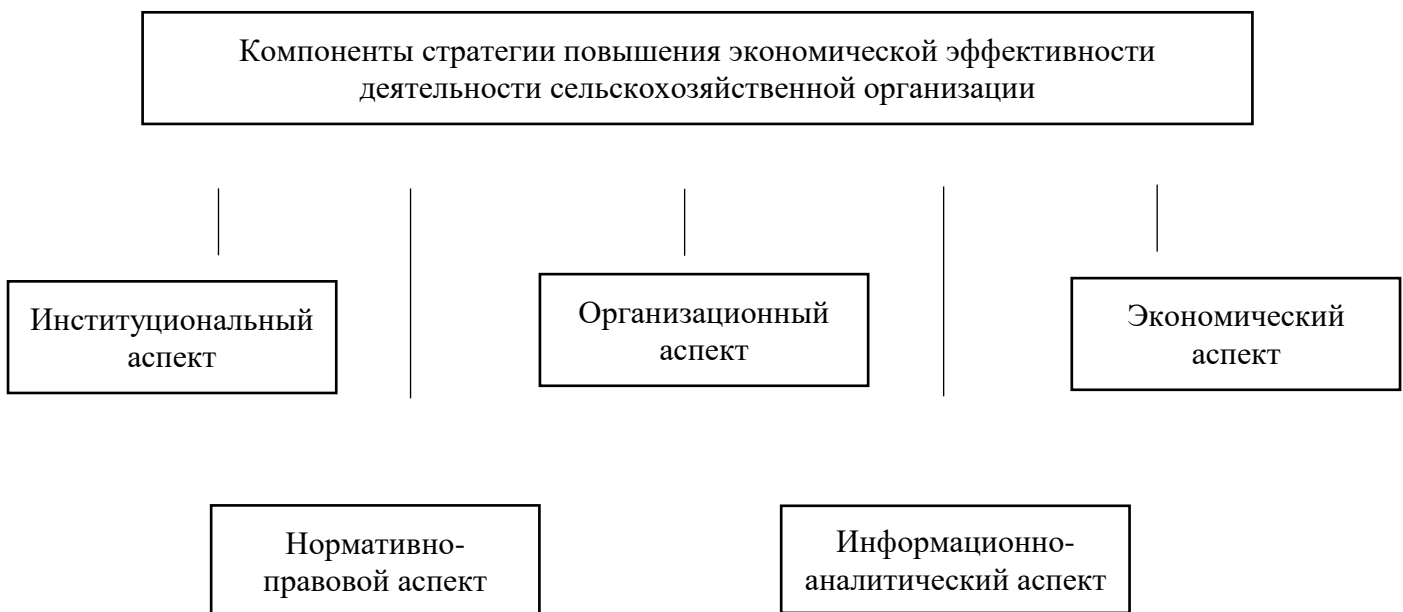 Компоненты стратегии повышения экономической эффективности
деятельности сельскохозяйственной организации
Институциональный
аспект
Организационный
аспект
Экономический
аспект
Нормативно-
правовой аспект
Информационно-
аналитический аспект